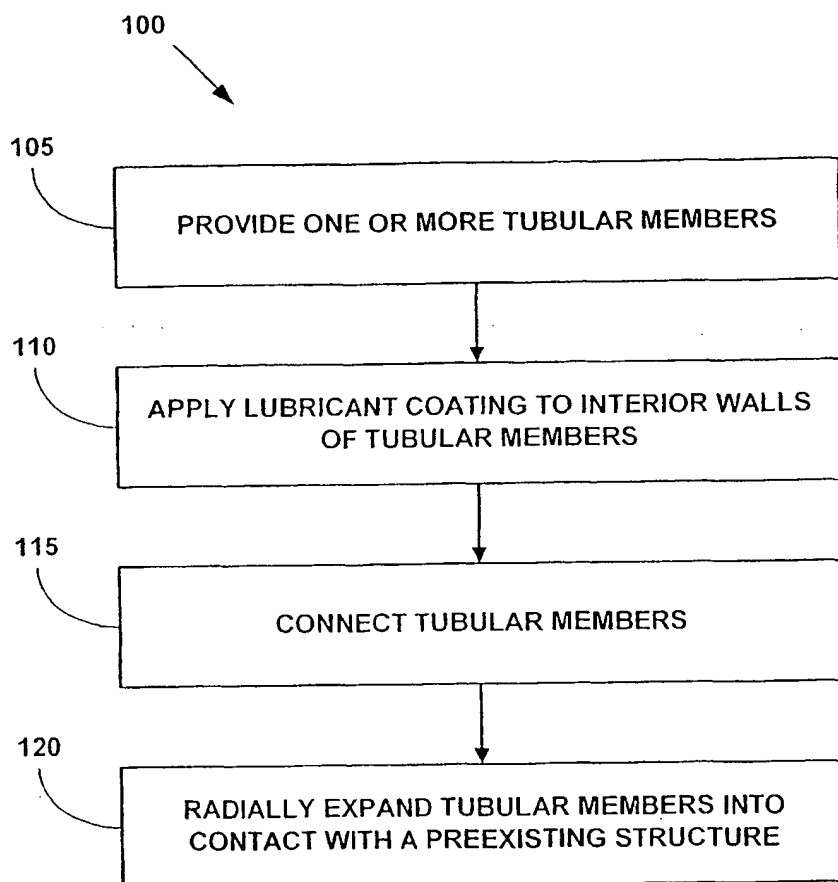 100
105
PROVIDE ONE OR MORE TUBULAR MEMBERS
110
APPLY LUBRICANT COATING TO INTERIOR WALLS
OF TUBULAR MEMBERS
115
CONNECT TUBULAR MEMBERS
120
RADIALLY EXPAND TUBULAR MEMBERS INTO
CONTACT WITH A PREEXISTING STRUCTURE